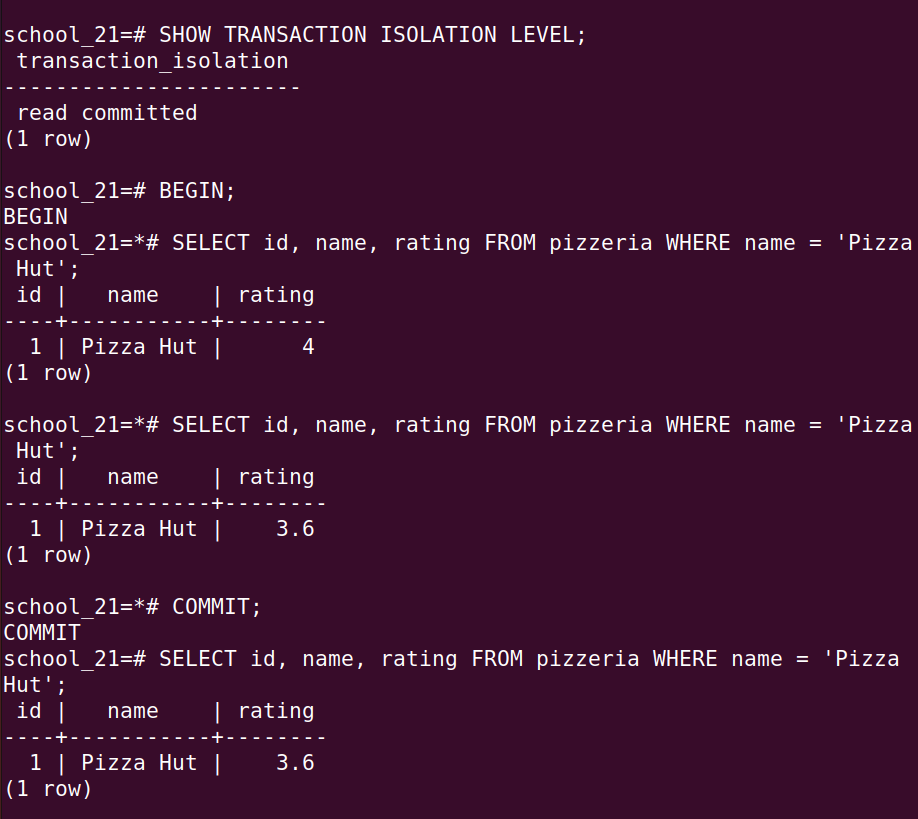 school_21=# SHOW TRANSACTION ISOLATION LEVEL;
 transaction_isolation
-----------------------
 read committed
(1 row)

school_21=# BEGIN;
BEGIN
school_21=*# SELECT id, name, rating FROM pizzeria WHERE name = 'Pizza
 Hut';
 id |   name    | rating
----+-----------+--------
  1 | Pizza Hut |      4
(1 row)

school_21=*# SELECT id, name, rating FROM pizzeria WHERE name = 'Pizza
 Hut';
 id |   name    | rating
----+-----------+--------
  1 | Pizza Hut |    3.6
(1 row)

school_21=*# COMMIT;
COMMIT
school_21=# SELECT id, name, rating FROM pizzeria WHERE name = 'Pizza
Hut';
 id |   name    | rating
----+-----------+--------
  1 | Pizza Hut |    3.6
(1 row)